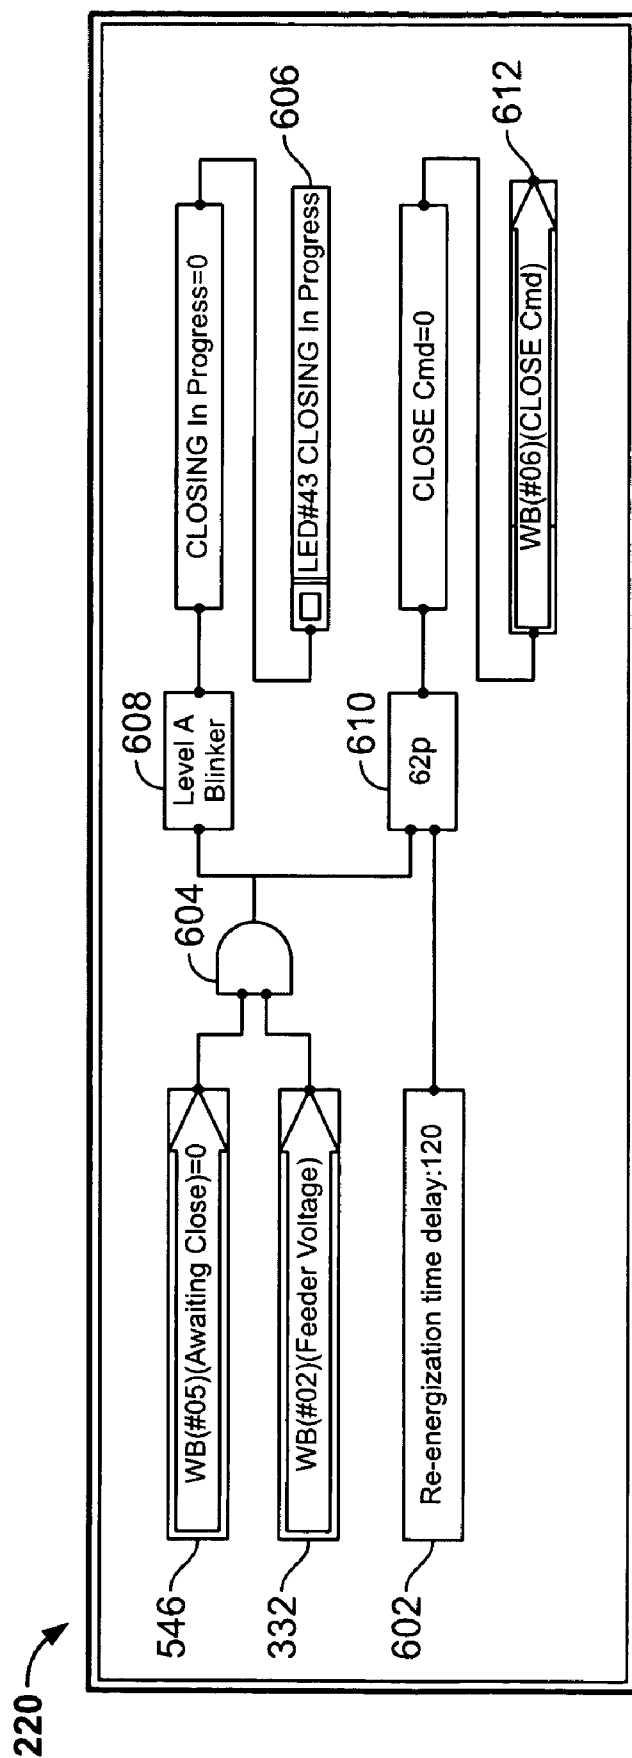 220
546
WB(#05)(Awaiting Close)=0
332
WB(#02)(Feeder Voltage)
602
Re-energization time delay:120
604
608
Level A
Blinker
CLOSING In Progress=0
606
LED#43 CLOSING In Progress
610
62p
CLOSE Cmd=0
612
WB(#06)(CLOSE Cmd)